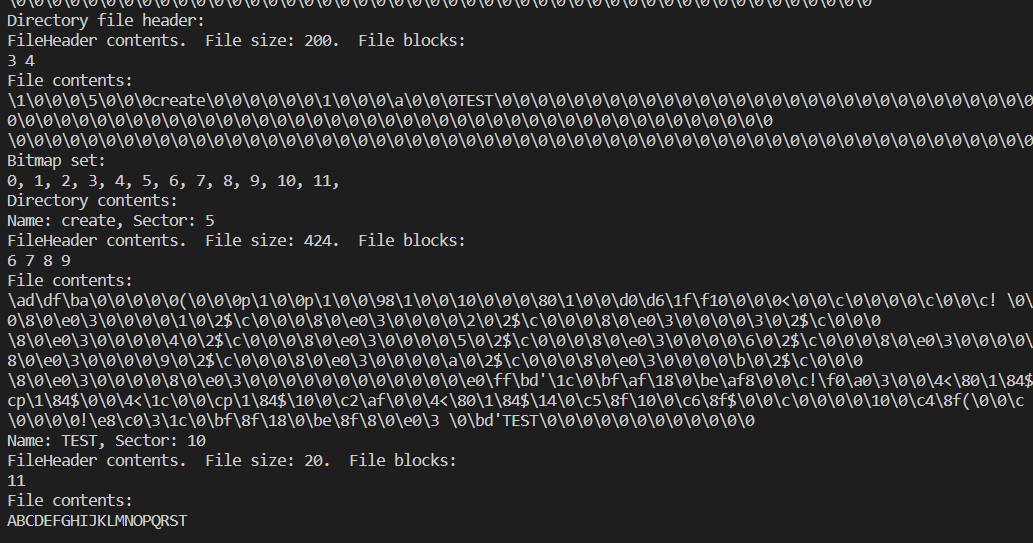 \0\0\0\0\0\0\0\0\0\0\0\0\0\0\0\0\0\0\0\0\0\0\0\0\0\0\0\0\0\0\0\0\0\0\0\0\0\0\0\0\0\0\0\0\0\0\0\0
Directory file header:
FileHeader contents.  File size: 200.  File blocks:
3 4
File contents:
\1\0\0\0\5\0\0\0create\0\0\0\0\0\0\1\0\0\0\a\0\0\0TEST\0\0\0\0\0\0\0\0\0\0\0\0\0\0\0\0\0\0\0\0\0\0\0\0\0\0\0\0\0\0
0\0\0\0\0\0\0\0\0\0\0\0\0\0\0\0\0\0\0\0\0\0\0\0\0\0\0\0\0\0\0\0\0\0\0\0\0\0\0\0\0\0\0
\0\0\0\0\0\0\0\0\0\0\0\0\0\0\0\0\0\0\0\0\0\0\0\0\0\0\0\0\0\0\0\0\0\0\0\0\0\0\0\0\0\0\0\0\0\0\0\0\0\0\0\0\0\0\0\0\0
Bitmap set:
0, 1, 2, 3, 4, 5, 6, 7, 8, 9, 10, 11,
Directory contents:
Name: create, Sector: 5
FileHeader contents.  File size: 424.  File blocks:
6 7 8 9
File contents:
\ad\df\ba\0\0\0\0\0(\0\0\0p\1\0\0p\1\0\0\98\1\0\0\10\0\0\0\80\1\0\0\d0\d6\1f\f10\0\0\0<\0\0\c\0\0\0\0\c\0\0\c! \0\
0\8\0\e0\3\0\0\0\0\1\0\2$\c\0\0\0\8\0\e0\3\0\0\0\0\2\0\2$\c\0\0\0\8\0\e0\3\0\0\0\0\3\0\2$\c\0\0\0
\8\0\e0\3\0\0\0\0\4\0\2$\c\0\0\0\8\0\e0\3\0\0\0\0\5\0\2$\c\0\0\0\8\0\e0\3\0\0\0\0\6\0\2$\c\0\0\0\8\0\e0\3\0\0\0\0\
8\0\e0\3\0\0\0\0\9\0\2$\c\0\0\0\8\0\e0\3\0\0\0\0\a\0\2$\c\0\0\0\8\0\e0\3\0\0\0\0\b\0\2$\c\0\0\0
\8\0\e0\3\0\0\0\0\8\0\e0\3\0\0\0\0\0\0\0\0\0\0\0\0\e0\ff\bd'\1c\0\bf\af\18\0\be\af8\0\0\c!\f0\a0\3\0\0\4<\80\1\84$
cp\1\84$\0\0\4<\1c\0\0\cp\1\84$\10\0\c2\af\0\0\4<\80\1\84$\14\0\c5\8f\10\0\c6\8f$\0\0\c\0\0\0\0\10\0\c4\8f(\0\0\c
\0\0\0\0!\e8\c0\3\1c\0\bf\8f\18\0\be\8f\8\0\e0\3 \0\bd'TEST\0\0\0\0\0\0\0\0\0\0\0\0
Name: TEST, Sector: 10
FileHeader contents.  File size: 20.  File blocks:
11
File contents:
ABCDEFGHIJKLMNOPQRST